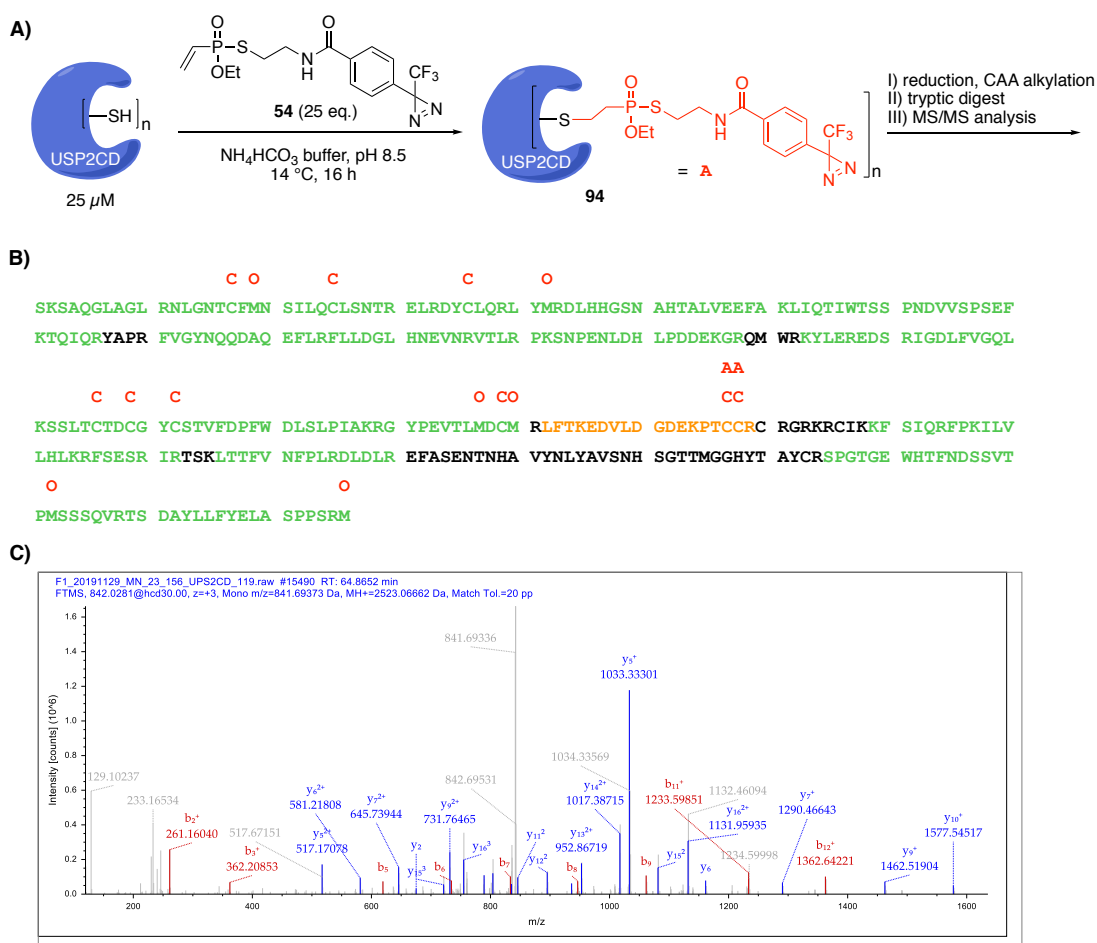 A)
O
P
S
OEt
O
N
H
CF3
N
N
54 (25 eq.)
SH
n
USP2CD
25 µM
NH4HCO3 buffer, pH 8.5
14 °C, 16 h
USP2CD
S
O
P
S
OEt
O
N
H
CF3
N
N
n
= A
94
I) reduction, CAA alkylation
II) tryptic digest
III) MS/MS analysis
B)
C O C C O
SKSAQGLAGL RNLGNTCFMN SILQCLSNTR ELRDYCLQRL YMRDLHHGSN AHTALVEEFA KLIQTIWTSS PNDVVSPSEF
KTQIQRYAPR FVGYNQQDAQ EFLRFLLDGL HNEVNRVTLR PKSNPENLDH LPDDEKGRQM WRKYLEREDS RIGDLFVGQL
AA
C C C O CO CC
KSSLTCTDCG YCSTVFDPFW DLSLPIAKRG YPEVTLMDCM RLFTKEDVLD GDEKPTCCRC RGRKRCIKKF SIQRFPKILV
LHLKRFSESR IRTSKLTTFV NFPLRDLDLR EFASENTNHA VYNLYAVSNH SGTTMGGHYT AYCRSPGTGE WHTFNDSSVT
O O
PMSSSQVRTS DAYLLFYELA SPPSRM
C)
F1_20191129_MN_23_156_UPS2CD_119.raw #15490 RT: 64.8652 min
FTMS, 842.0281@hcd30.00, z=+3, Mono m/z=841.69373 Da, MH+=2523.06662 Da, Match Tol.=20 pp
Intensity [counts] (10^6)
1.6
1.4
1.2
1.0
0.8
0.6
0.4
0.2
0.0
841.69336
y5+
1033.33301
1034.33569
842.69531
129.10237
233.16534
517.67151
b2+
261.16040
b3+
362.20853
y5 2+
517.17078
y6 2+
581.21808
b5
y7 2+
645.73944
y2
y15 3
b6
y9 2+
731.76465
y16 3
b7
y11 2
y12 2
b8
y13 2+
952.86719
y14 2+
1017.38715
b9
y15 2
b11+
1233.59851
1132.46094
y16 2+
1131.95935
y6
1234.59998
y7+
1290.46643
b12+
1362.64221
y9+
1462.51904
y10+
1577.54517
200
400
600
800
1000
1200
1400
1600
m/z